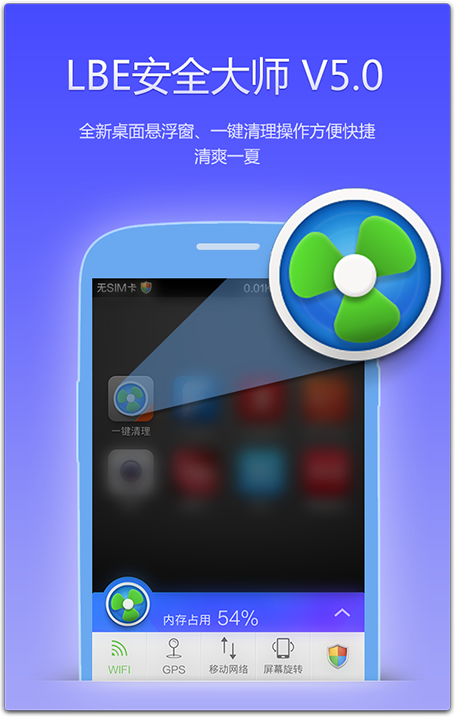 LBE安全大师 V5.0
全新桌面悬浮窗、一键清理操作方便快捷
清爽一夏
无SIM卡 0.01K
一键清理
内存占用 54%
WIFI GPS 移动网络 屏幕旋转